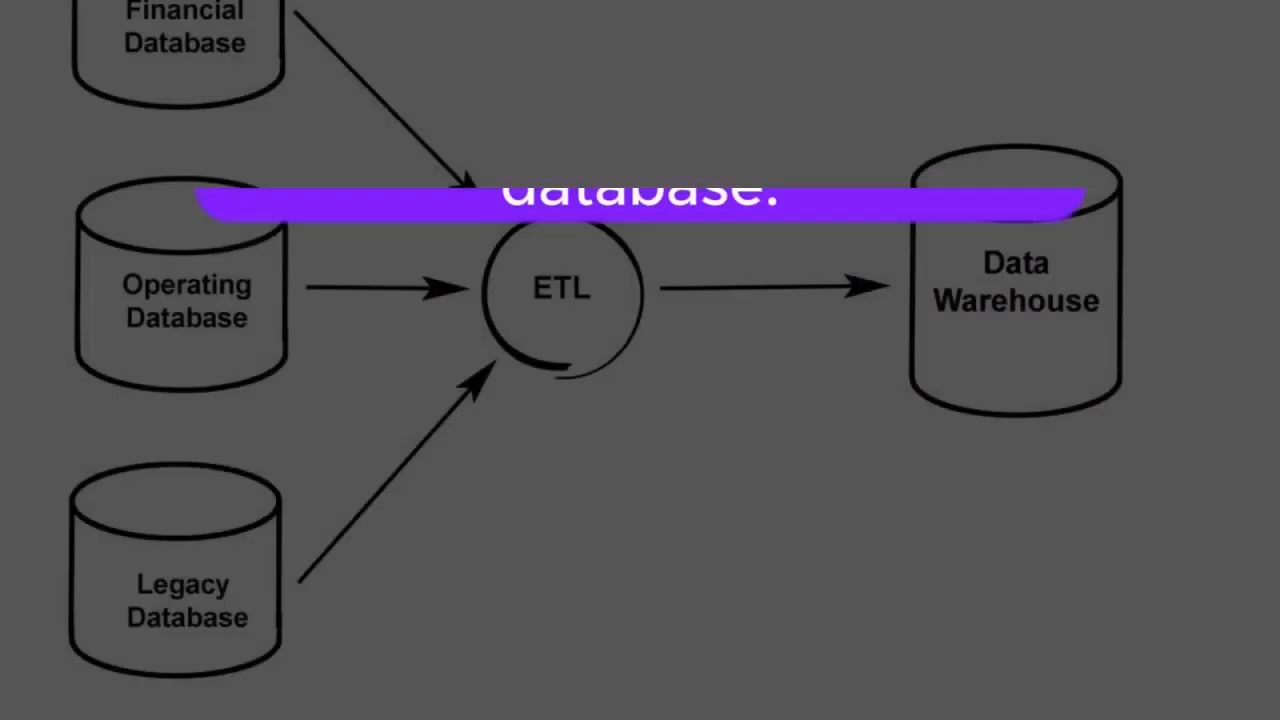 Financial
Database
database.
Operating
Database
ETL
Data
Warehouse
Legacy
Database